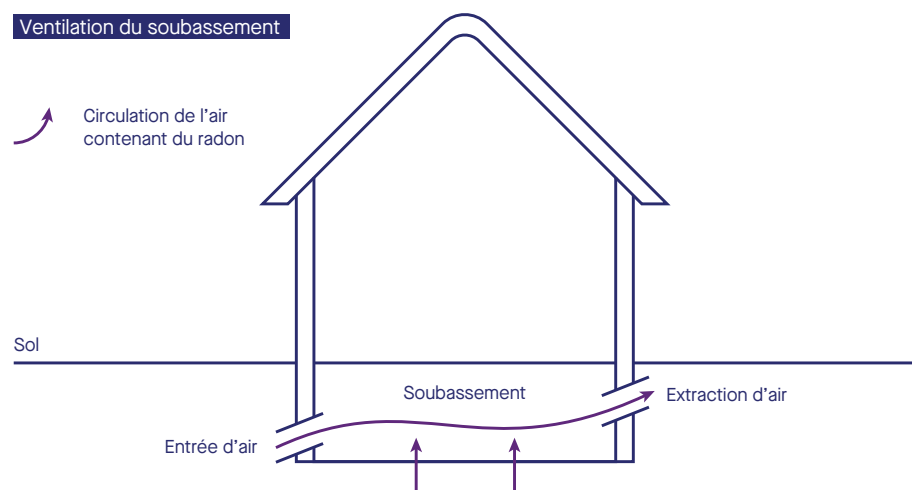 Ventilation du soubassement
Circulation de l’air
contenant du radon
Sol
Soubassement
Extraction d’air
Entrée d’air